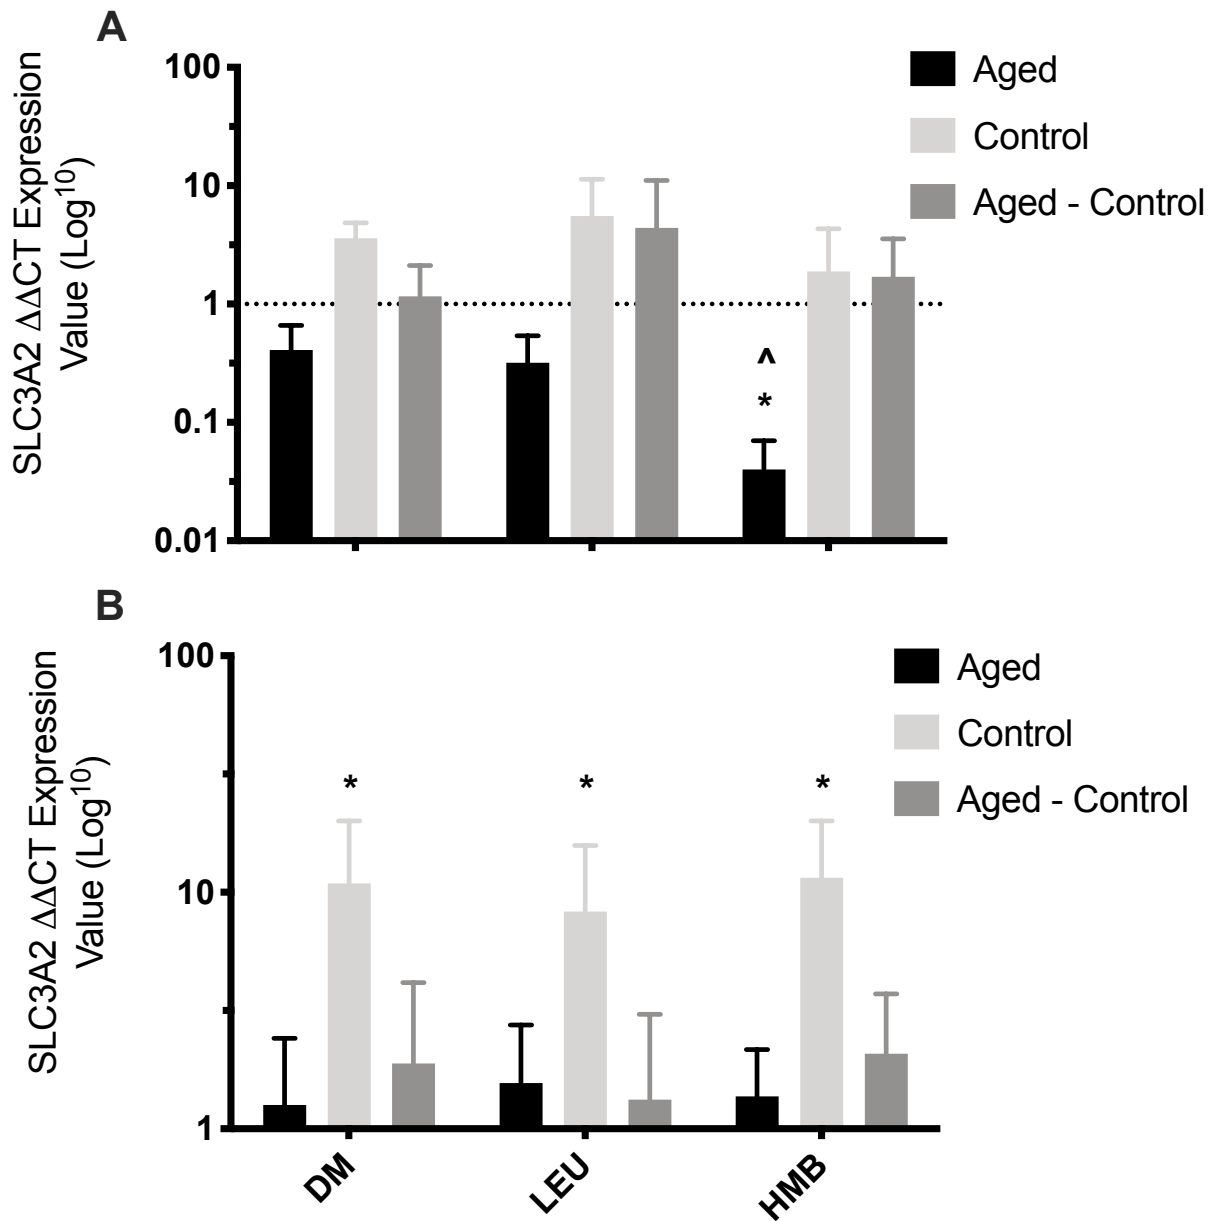 A
SLC3A2 ΔΔCT Expression
Value (Log10)
100
10
1
0.1
0.01
^
*
Aged
Control
Aged - Control
B
SLC3A2 ΔΔCT Expression
Value (Log10)
100
10
1
* * *
Aged
Control
Aged - Control
DM LEU HMB